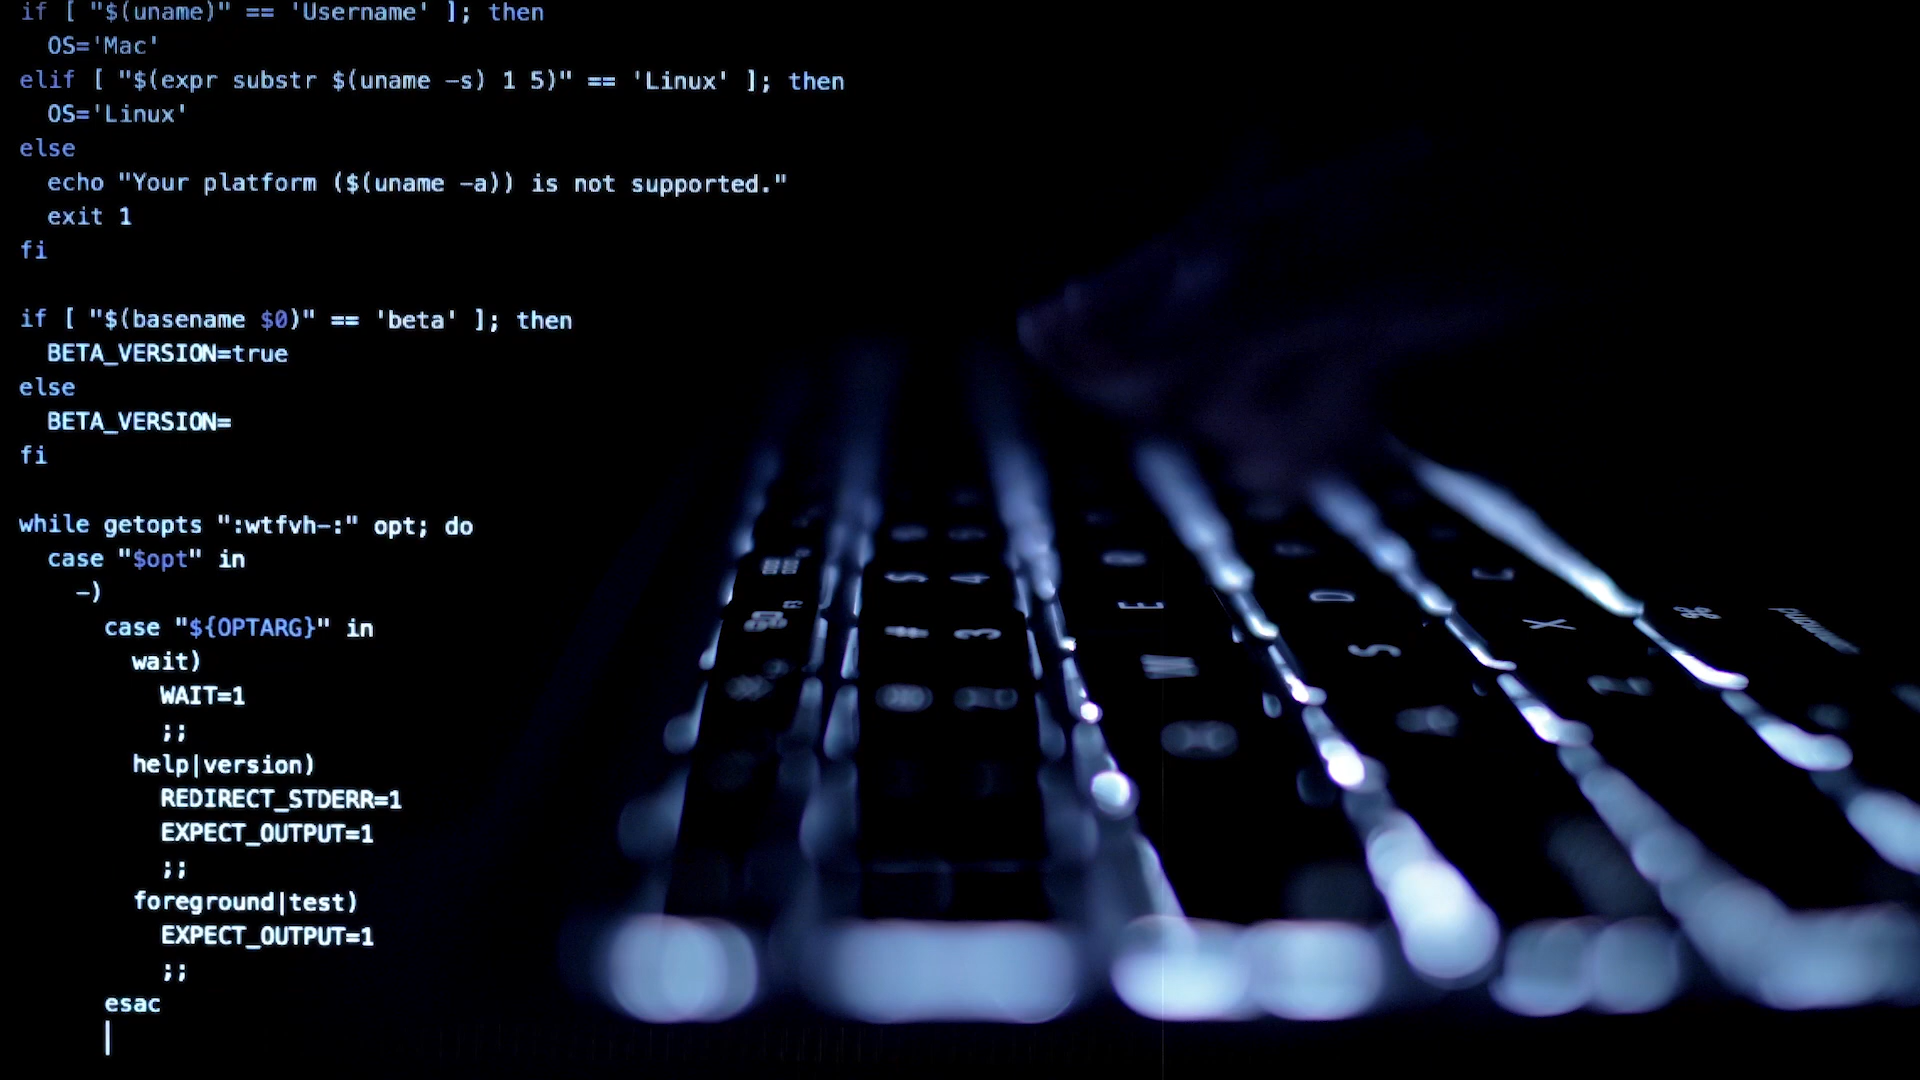 if [ "$(uname)" == 'Username' ]; then
  OS='Mac'
elif [ "$(expr substr $(uname -s) 1 5)" == 'Linux' ]; then
  OS='Linux'
else
  echo "Your platform ($(uname -a)) is not supported."
  exit 1
fi

if [ "$(basename $0)" == 'beta' ]; then
  BETA_VERSION=true
else
  BETA_VERSION=
fi

while getopts ":wtfvh-:" opt; do
  case "$opt" in
    -)
      case "${OPTARG}" in
        wait)
          WAIT=1
          ;;
        help|version)
          REDIRECT_STDERR=1
          EXPECT_OUTPUT=1
          ;;
        foreground|test)
          EXPECT_OUTPUT=1
          ;;
      esac
4
# 3
E
W
D
S
C
X
⌘ command